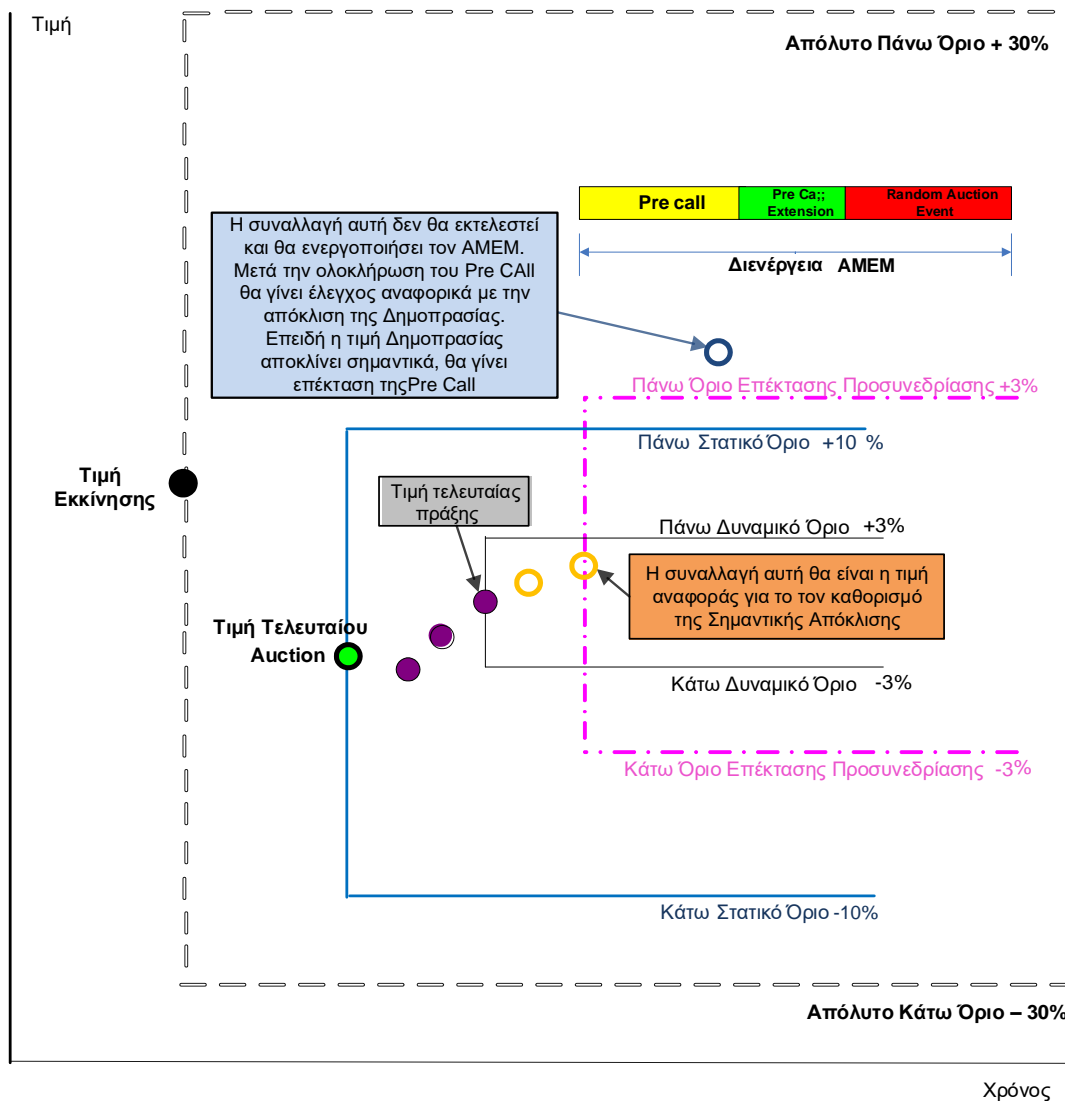 Τιμή
Απόλυτο Πάνω Όριο + 30%
Pre call
Pre Ca;;
Extension
Random Auction
Event
Διενέργεια ΑΜΕΜ
Η συναλλαγή αυτή δεν θα εκτελεστεί
και θα ενεργοποιήσει τον ΑΜΕΜ.
Μετά την ολοκλήρωση του Pre CAll
θα γίνει έλεγχος αναφορικά με την
απόκλιση της Δημοπρασίας.
Επειδή η τιμή Δημοπρασίας
αποκλίνει σημαντικά, θα γίνει
επέκταση τηςPre Call
Πάνω Όριο Επέκτασης Προσυνεδρίασης +3%
Πάνω Στατικό Όριο +10 %
Τιμή
Εκκίνησης
Τιμή τελευταίας
πράξης
Πάνω Δυναμικό Όριο +3%
Η συναλλαγή αυτή θα είναι η τιμή
αναφοράς για το τον καθορισμό
της Σημαντικής Απόκλισης
Τιμή Τελευταίου
Auction
Κάτω Δυναμικό Όριο -3%
Κάτω Όριο Επέκτασης Προσυνεδρίασης -3%
Κάτω Στατικό Όριο -10%
Απόλυτο Κάτω Όριο – 30%
Χρόνος